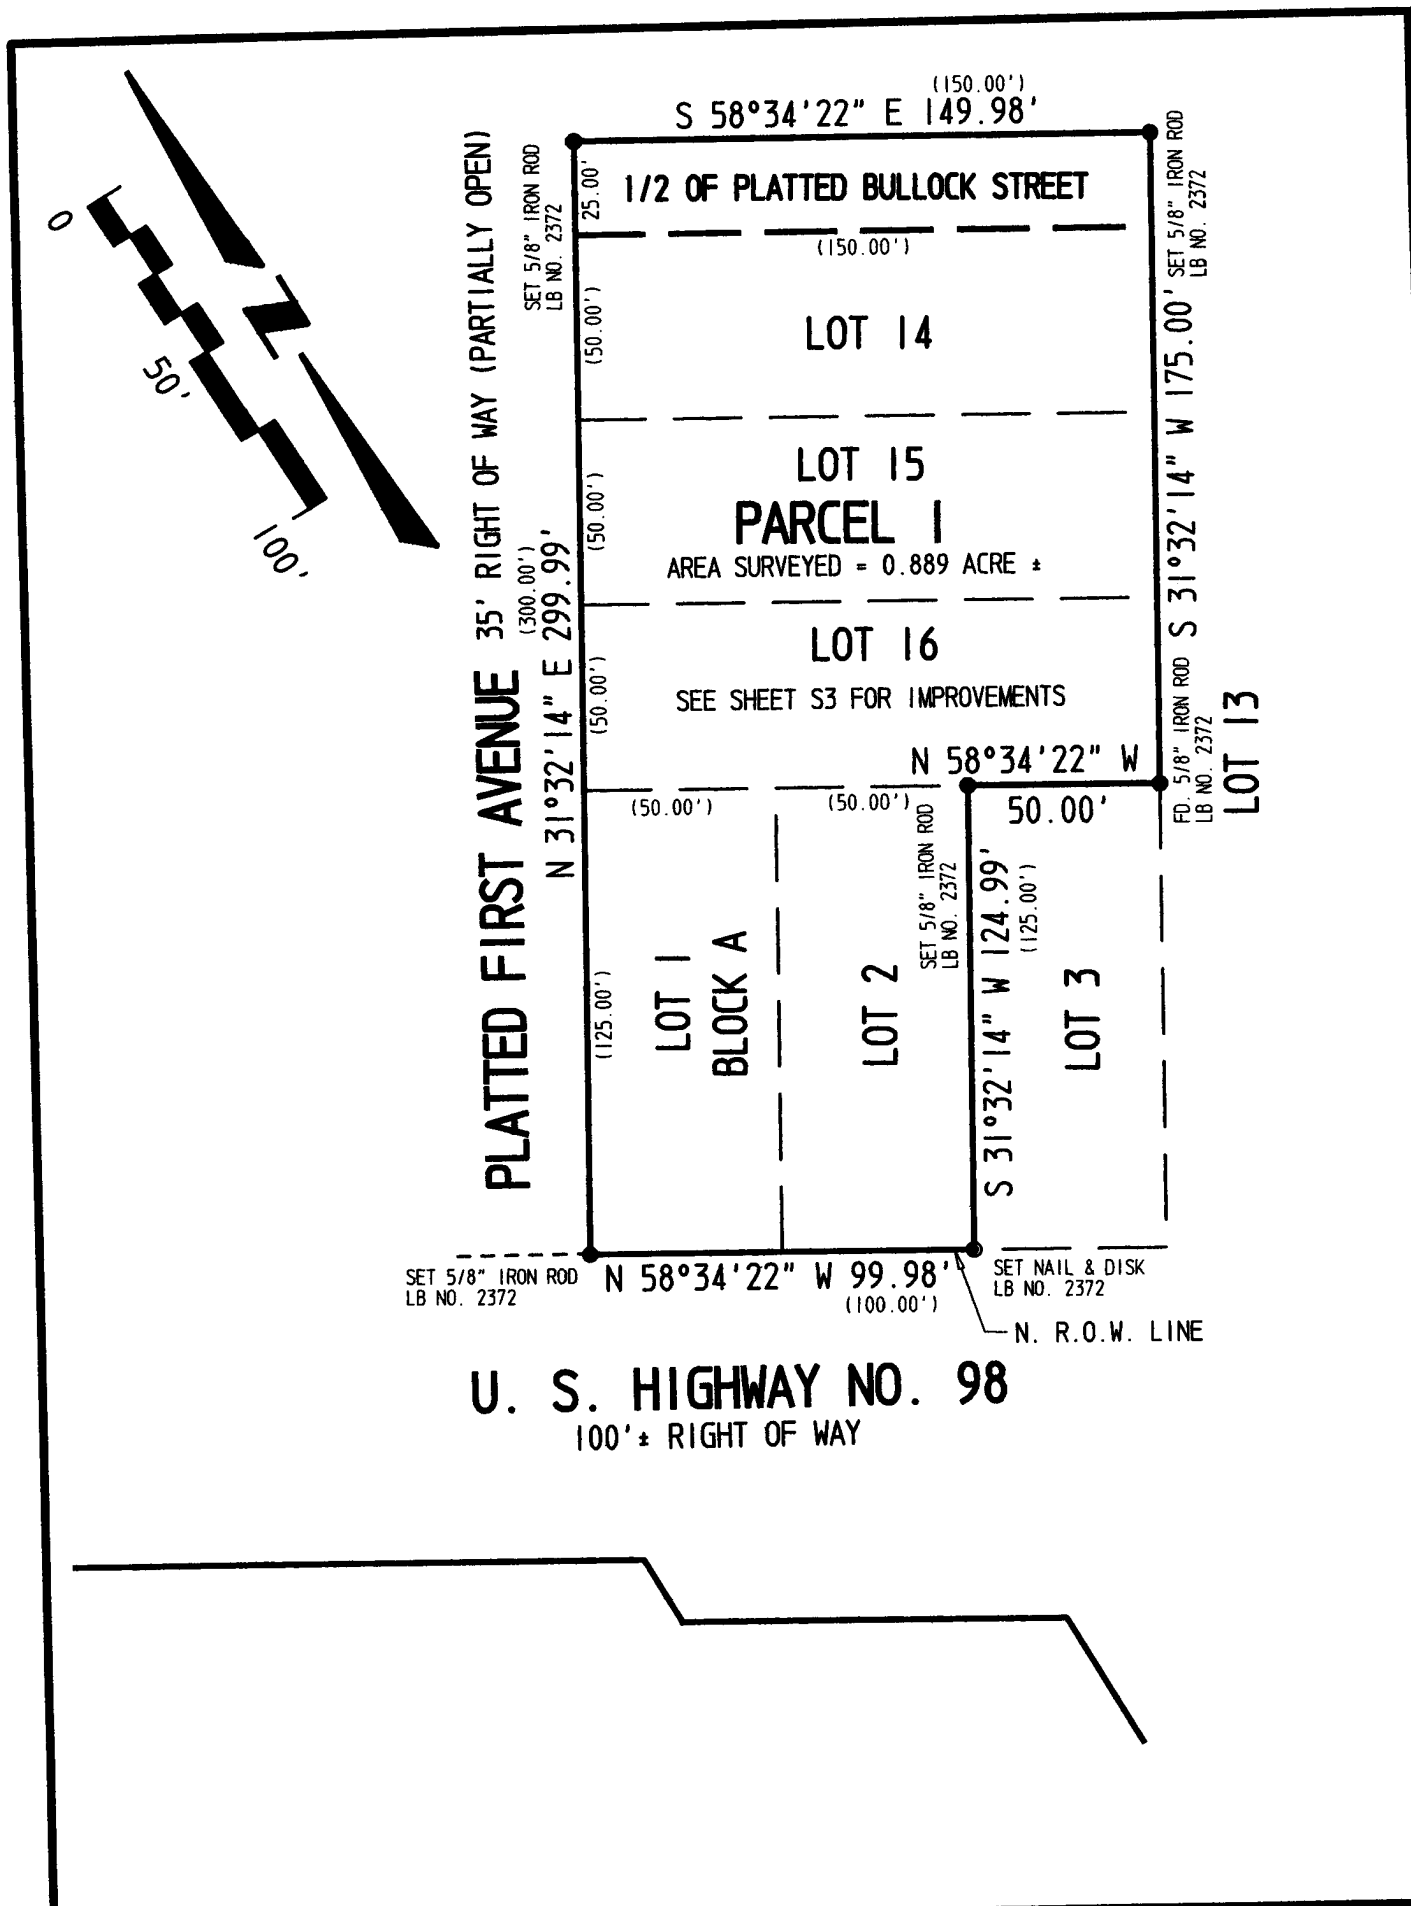 (150.00')
S 58°34'22" E 149.98'
1/2 OF PLATTED BULLOCK STREET
(150.00')
25.00'
SET 5/8" IRON ROD
LB NO. 2372
SET 5/8" IRON ROD
LB NO. 2372
0
50'
100'
N
LOT 14
(50.00')
LOT 15
(50.00')
PARCEL 1
AREA SURVEYED = 0.889 ACRE ±
LOT 16
(50.00')
SEE SHEET S3 FOR IMPROVEMENTS
S 31°32'14" W 175.00'
PLATTED FIRST AVENUE 35' RIGHT OF WAY (PARTIALLY OPEN)
(300.00')
N 31°32'14" E 299.99'
N 58°34'22" W
50.00'
FD. 5/8" IRON ROD
LB NO. 2372
LOT 13
(50.00')
(50.00')
SET 5/8" IRON ROD
LB NO. 2372
S 31°32'14" W 124.99'
(125.00')
(125.00')
LOT 1
BLOCK A
LOT 2
LOT 3
SET 5/8" IRON ROD
LB NO. 2372
N 58°34'22" W 99.98'
(100.00')
SET NAIL & DISK
LB NO. 2372
N. R.O.W. LINE
U. S. HIGHWAY NO. 98
100'± RIGHT OF WAY